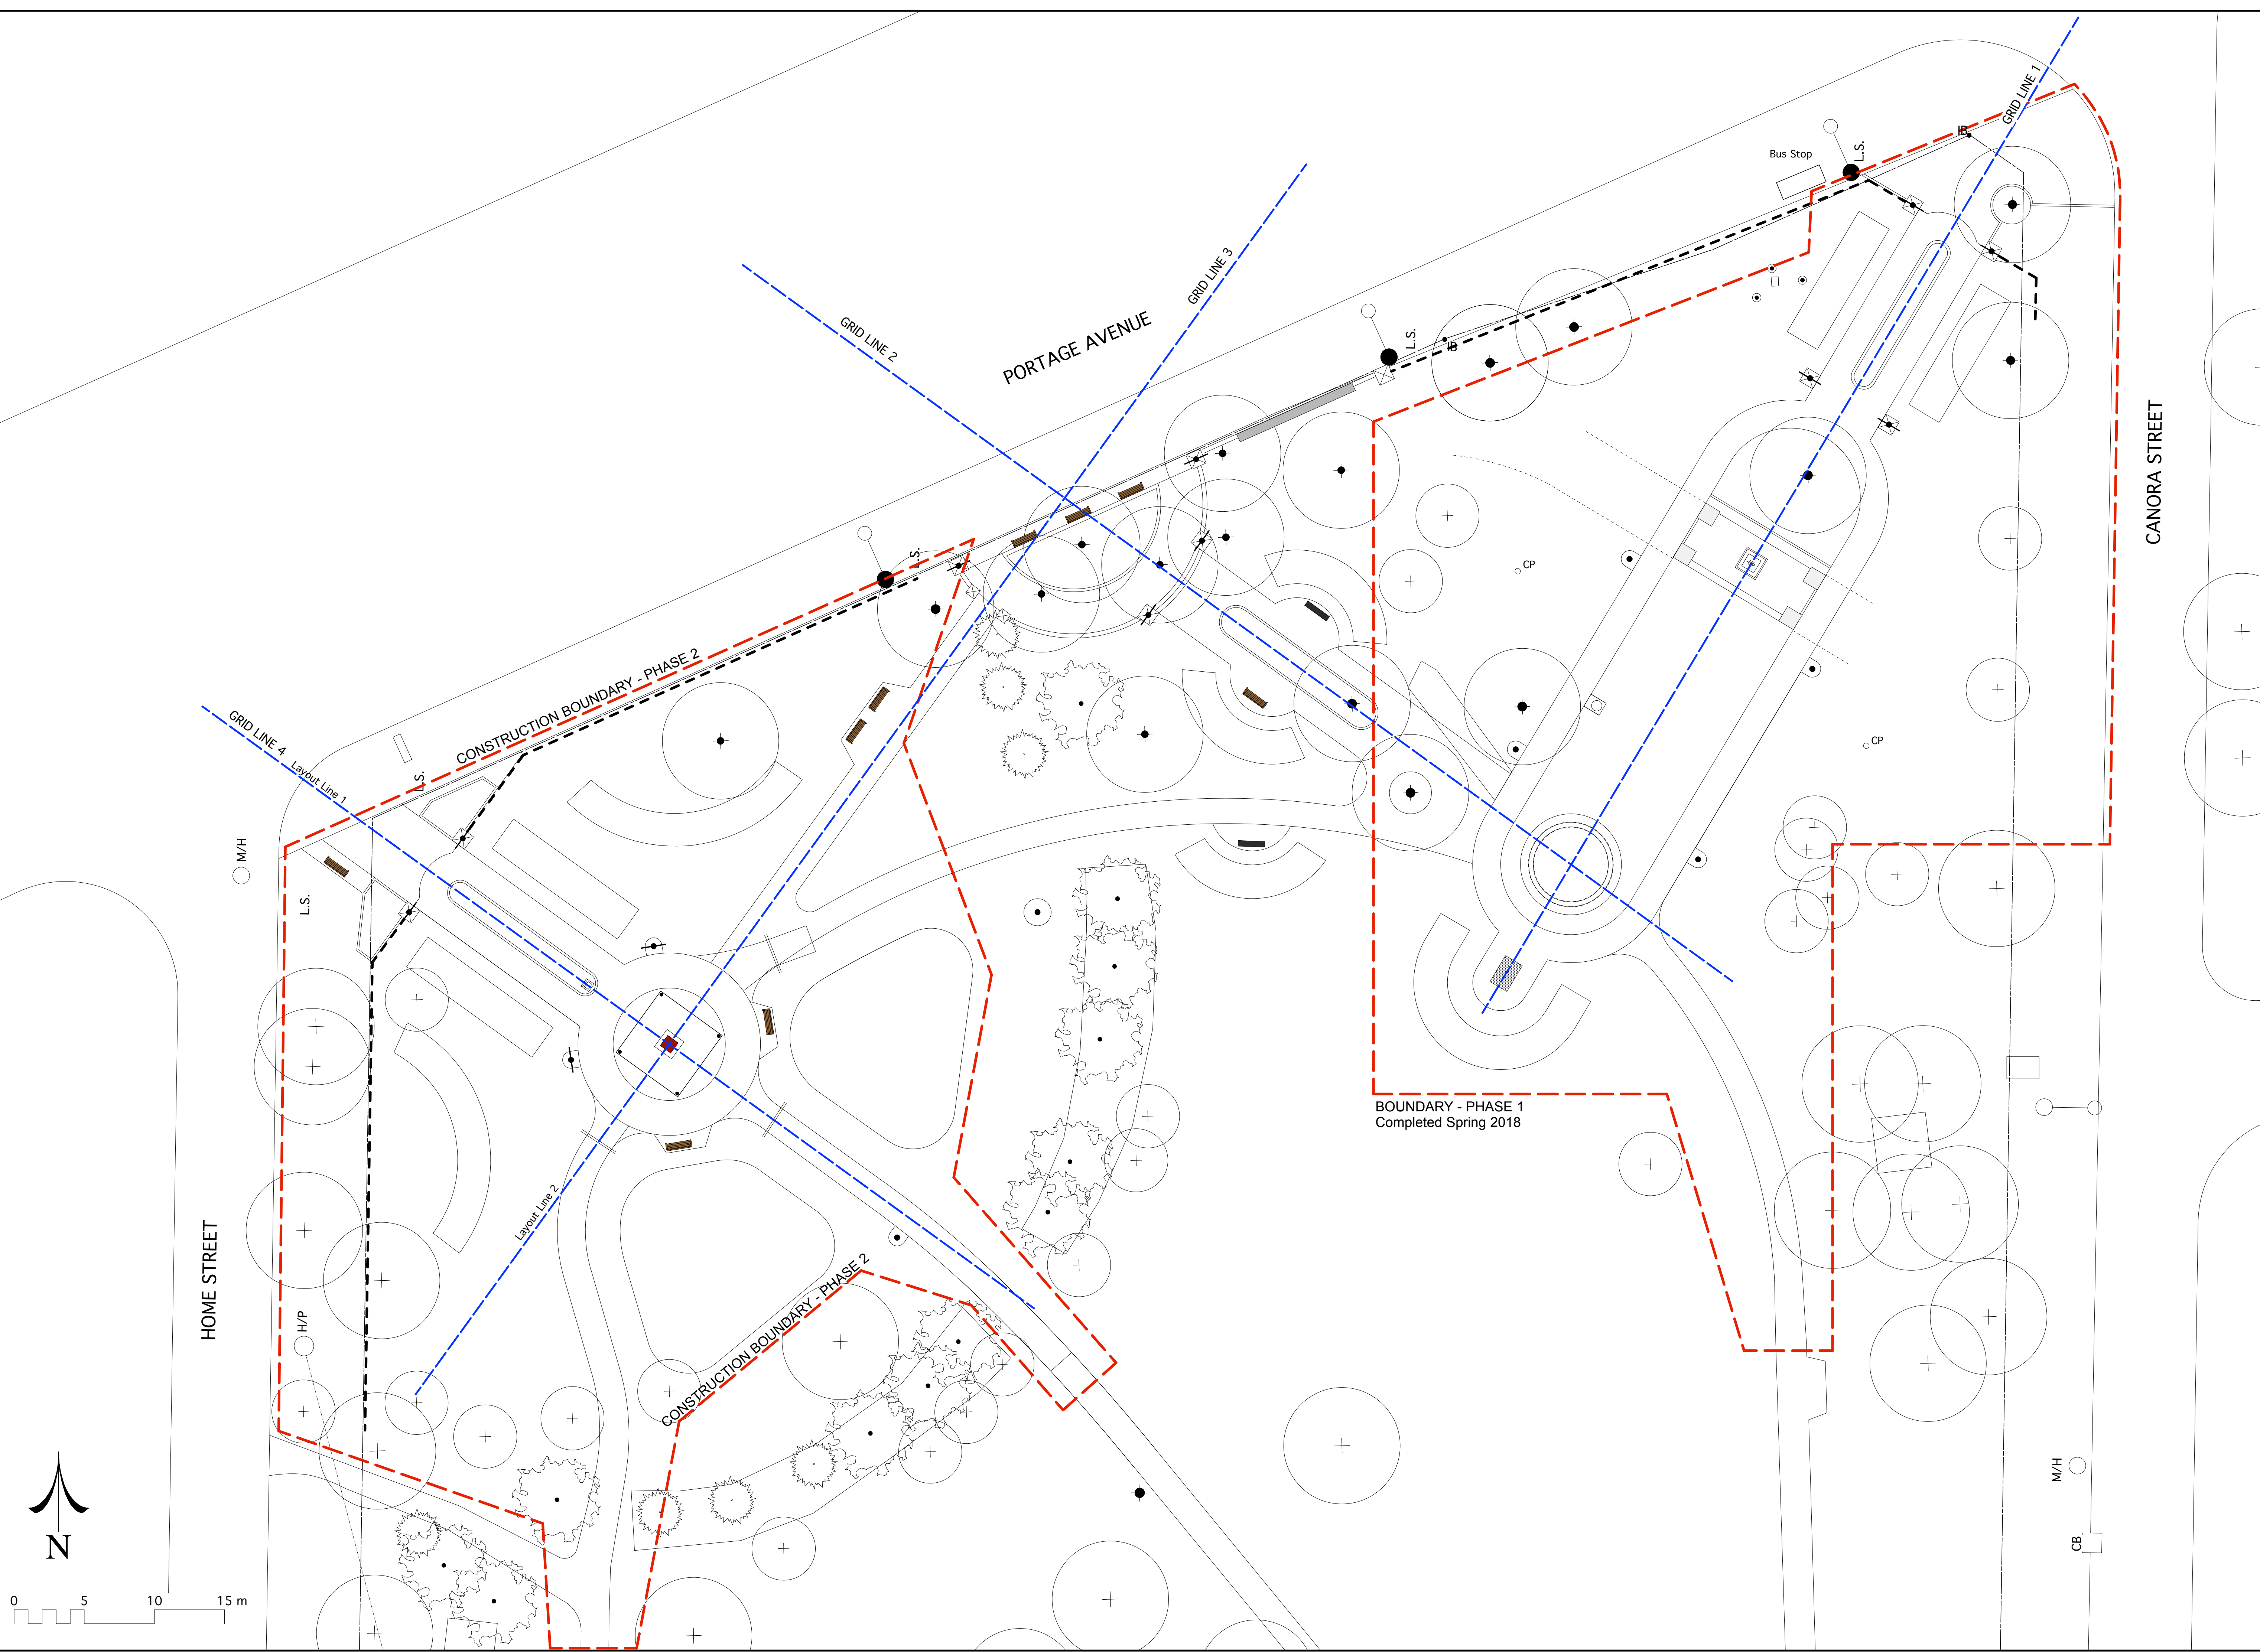 GRID LINE 1
IB
L.S.
Bus Stop
GRID LINE 3
GRID LINE 2
PORTAGE AVENUE
L.S.
IB
CANORA STREET
L.S.
CP
CONSTRUCTION BOUNDARY - PHASE 2
GRID LINE 4
Layout Line 1
L.S.
CP
M/H
L.S.
BOUNDARY - PHASE 1
Completed Spring 2018
Layout Line 2
HOME STREET
H/P
CONSTRUCTION BOUNDARY - PHASE 2
M/H
CB
N
0 5 10 15 m